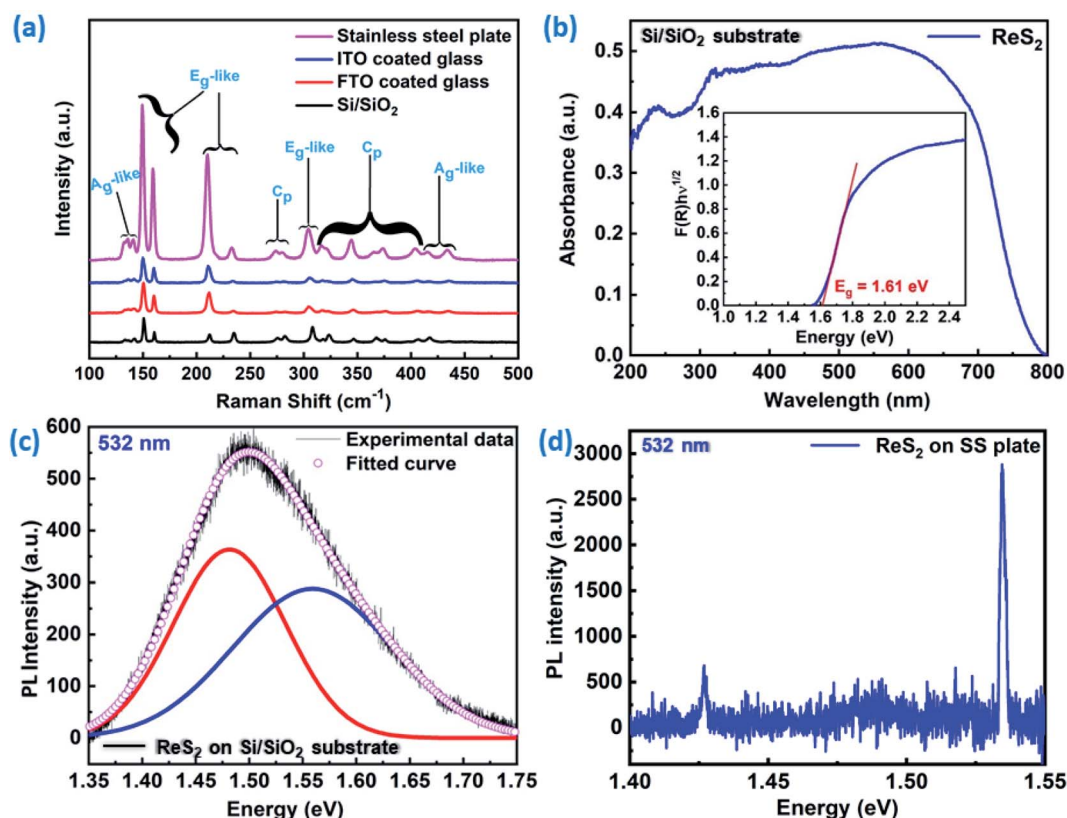 (a)
Stainless steel plate
ITO coated glass
FTO coated glass
Si/SiO2
Eg-like
Ag-like
Cp
Eg-like
Cp
Ag-like
Intensity (a.u.)
100 150 200 250 300 350 400 450 500
Raman Shift (cm-1)
(b)
Si/SiO2 substrate
ReS2
Absorbance (a.u.)
0.5
0.4
0.3
0.2
0.1
0.0
200 300 400 500 600 700 800
Wavelength (nm)
F(R)hν1/2
1.6
1.4
1.2
1.0
0.8
0.6
0.4
0.2
0.0
Eg = 1.61 eV
1.0 1.2 1.4 1.6 1.8 2.0 2.2 2.4
Energy (eV)
(c)
532 nm
Experimental data
Fitted curve
PL Intensity (a.u.)
600
500
400
300
200
100
0
ReS2 on Si/SiO2 substrate
1.35 1.40 1.45 1.50 1.55 1.60 1.65 1.70 1.75
Energy (eV)
(d)
532 nm
ReS2 on SS plate
PL intensity (a.u.)
3000
2500
2000
1500
1000
500
0
1.40 1.45 1.50 1.55
Energy (eV)